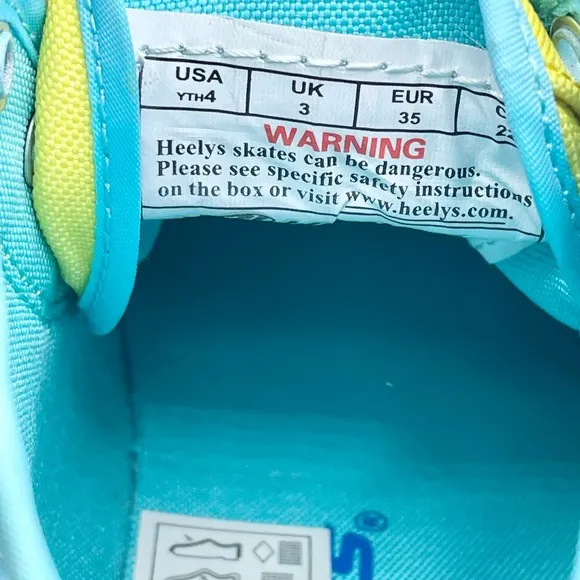 USA UK EUR
YTH4 3 35
WARNING
Heelys skates can be dangerous.
Please see specific safety instructions
on the box or visit www.heelys.com.
S®